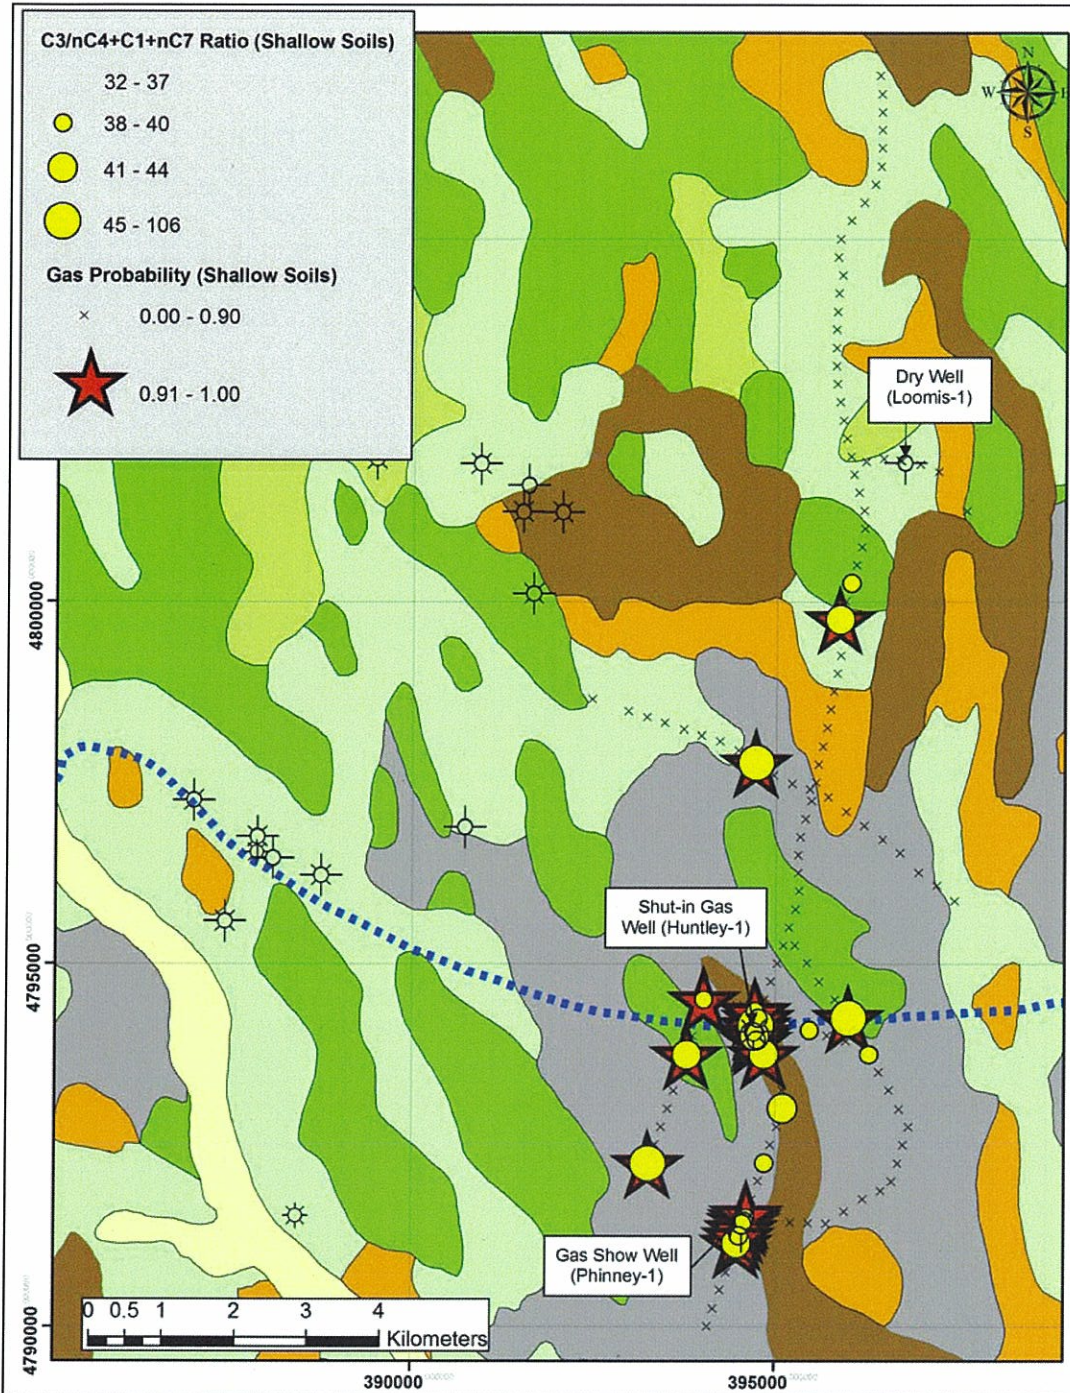 C3/nC4+C1+nC7 Ratio (Shallow Soils)
32 - 37
38 - 40
41 - 44
45 - 106
Gas Probability (Shallow Soils)
0.00 - 0.90
0.91 - 1.00
N
W E
S
Dry Well
(Loomis-1)
4800000
Shut-in Gas
Well (Huntley-1)
4795000
Gas Show Well
(Phinney-1)
0 0.5 1 2 3 4
Kilometers
4790000
390000
395000